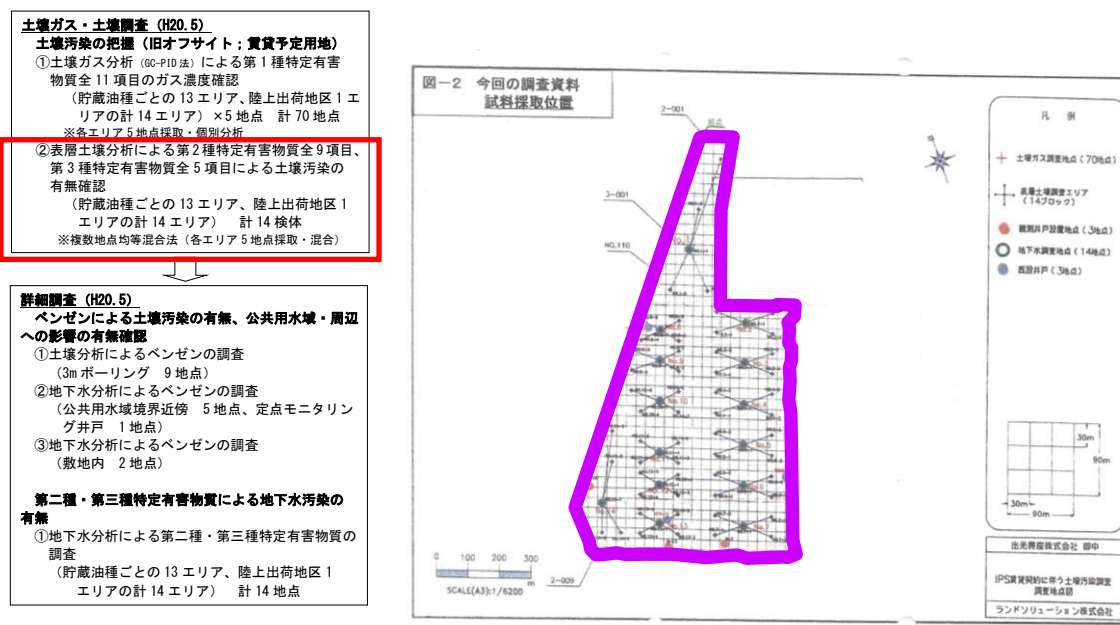 土壌ガス・土壌調査 (H20.5)
土壌汚染の把握（旧オフサイト；賃貸予定用地）
①土壌ガス分析（GC-PID法）による第1種特定有害
物質全11項目のガス濃度確認
（貯蔵油種ごとの13エリア、陸上出荷地区1エ
リアの計14エリア）×5地点　計70地点
※各エリア5地点採取・個別分析
②表層土壌分析による第2種特定有害物質全9項目、
第3種特定有害物質全5項目による土壌汚染の
有無確認
（貯蔵油種ごとの13エリア、陸上出荷地区1
エリアの計14エリア）　計14検体
※複数地点均等混合法（各エリア5地点採取・混合）
詳細調査 (H20.5)
ベンゼンによる土壌汚染の有無、公共用水域・周辺
への影響の有無確認
①土壌分析によるベンゼンの調査
（3mボーリング　9地点）
②地下水分析によるベンゼンの調査
（公共用水域境界近傍　5地点、定点モニタリン
グ井戸　1地点）
③地下水分析によるベンゼンの調査
（敷地内　2地点）
第二種・第三種特定有害物質による地下水汚染の
有無
①地下水分析による第二種・第三種特定有害物質の
調査
（貯蔵油種ごとの13エリア、陸上出荷地区1
エリアの計14エリア）　計14地点
図－2　今回の調査資料
試料採取位置
2-001
起点
3-001
NO.110
2-009
0 100 200 300
m
SCALE(A3):1/6200
凡　例
土壌ガス調査地点（70地点）
表層土壌調査エリア
（14ブロック）
観測井戸設置地点（3地点）
地下水調査地点（14地点）
既設井戸（3地点）
30m
90m
30m
90m
出光興産株式会社 御中
IPS賃貸契約に伴う土壌汚染調査
調査地点図
ランドソリューション株式会社